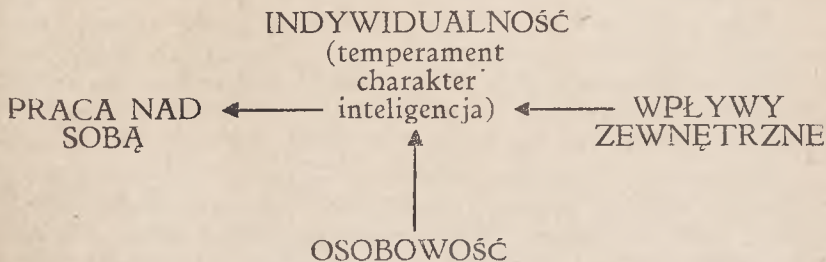 INDYWIDUALNOŚĆ
(temperament
charakter
inteligencja)
PRACA NAD
SOBĄ
WPŁYWY
ZEWNĘTRZNE
OSOBOWOŚĆ